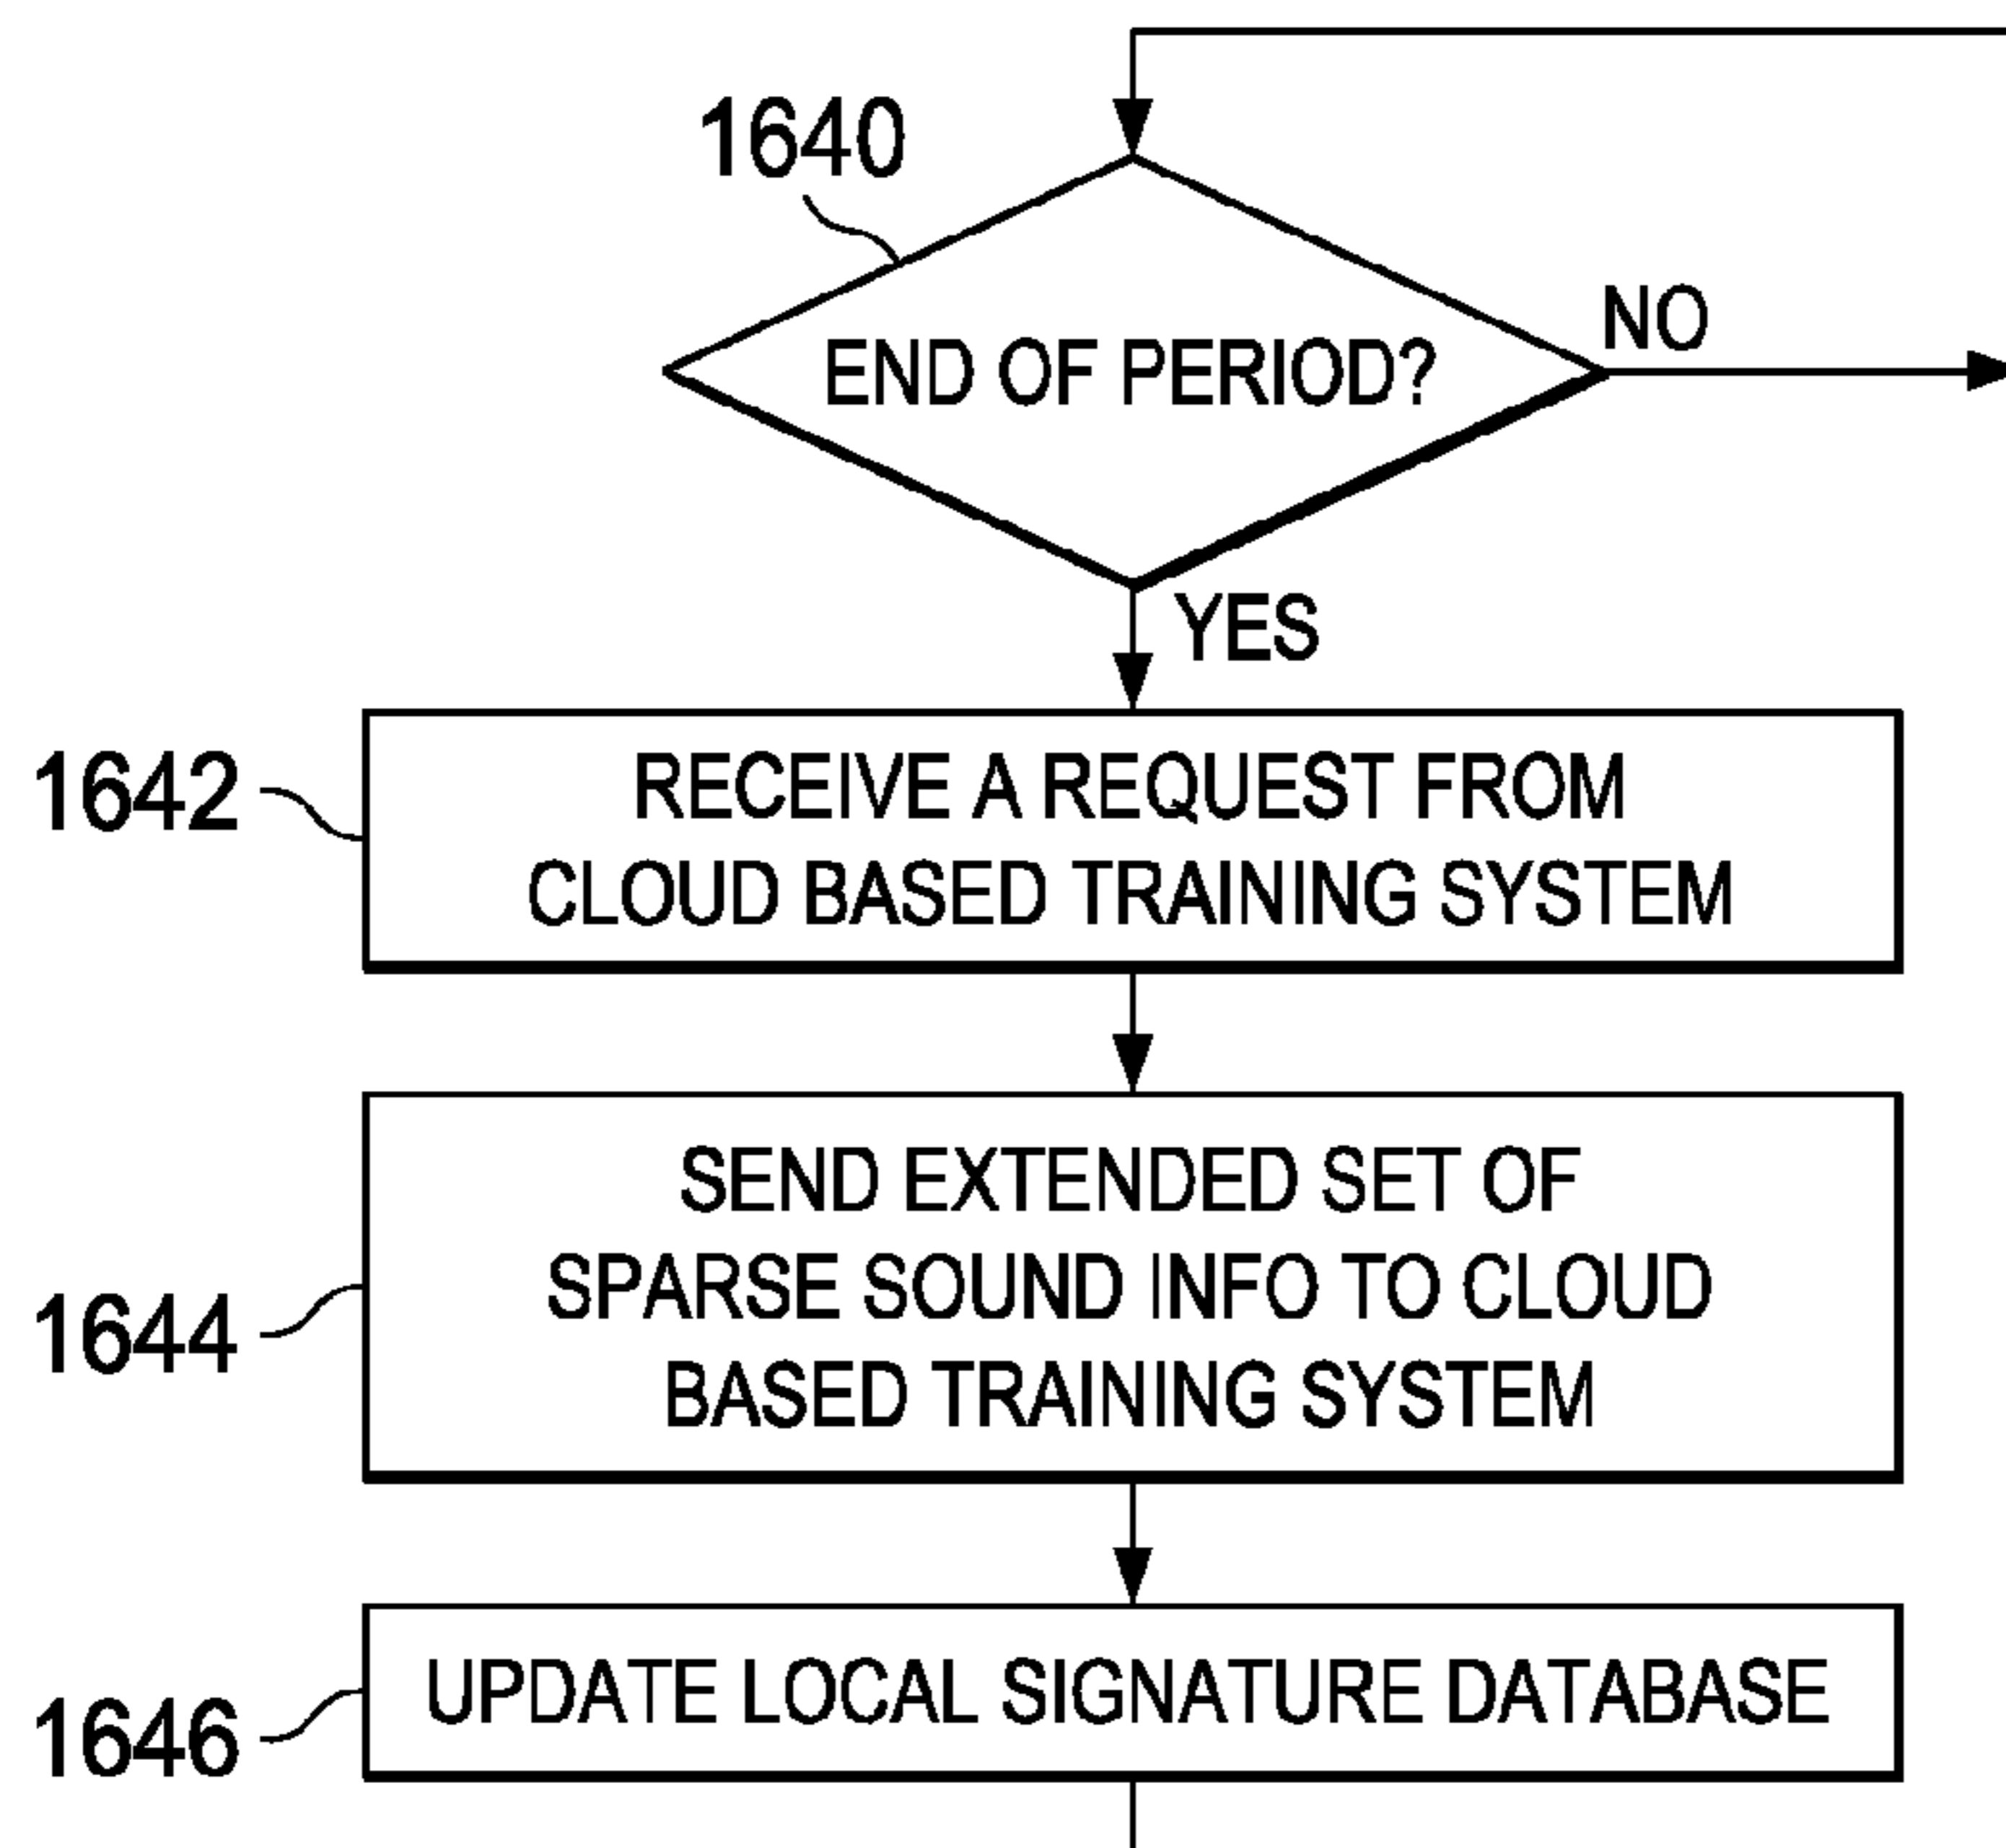 1640
END OF PERIOD?
NO
YES
1642
RECEIVE A REQUEST FROM
CLOUD BASED TRAINING SYSTEM
1644
SEND EXTENDED SET OF
SPARSE SOUND INFO TO CLOUD
BASED TRAINING SYSTEM
1646
UPDATE LOCAL SIGNATURE DATABASE